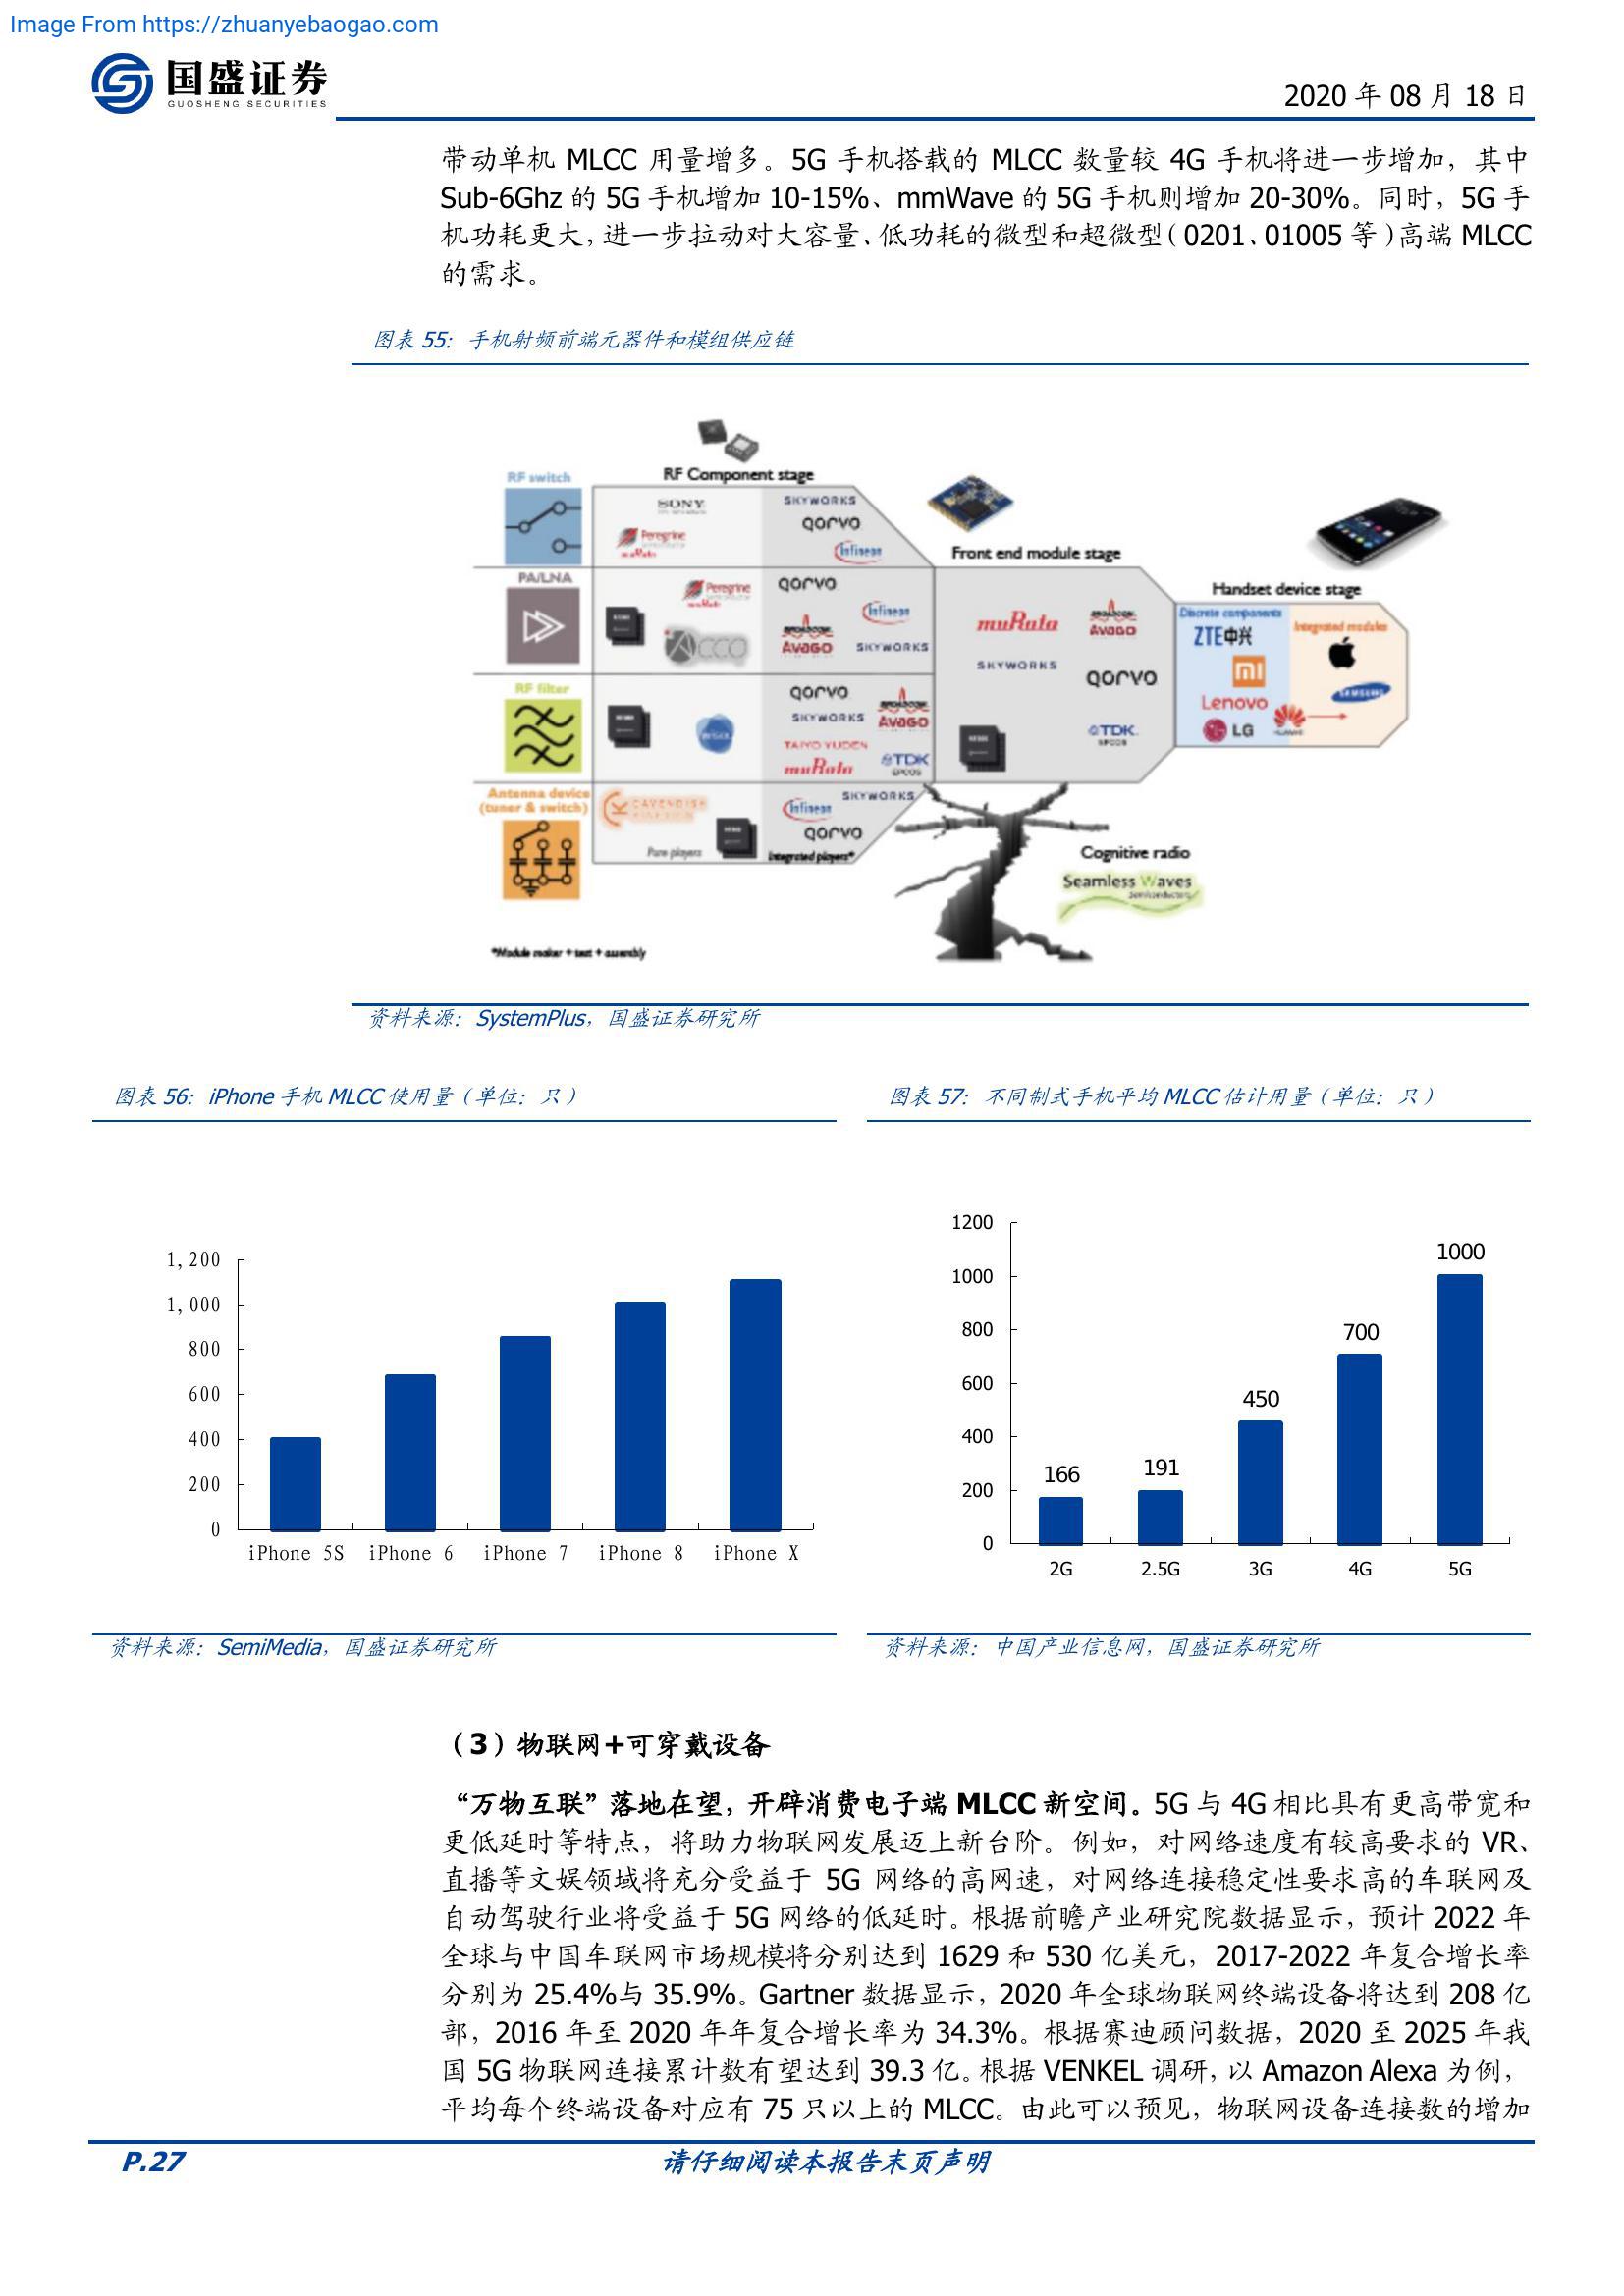 Image From https://zhuanyebaogao.com
国盛证券
GUOSHENG SECURITIES
2020 年 08 月 18 日
带动单机 MLCC 用量增多。5G 手机搭载的 MLCC 数量较 4G 手机将进一步增加，其中
Sub-6Ghz 的 5G 手机增加 10-15%、mmWave 的 5G 手机则增加 20-30%。同时，5G 手
机功耗更大，进一步拉动对大容量、低功耗的微型和超微型（0201、01005 等）高端 MLCC
的需求。
图表 55：手机射频前端元器件和模组供应链
RF switch
RF Component stage
SONY
SKYWORKS
Peregrine
muRata
qorvo
infineon
Front end module stage
PA/LNA
Peregrine
muRata
qorvo
infineon
ACCO
BROADCOM
AVAGO
SKYWORKS
muRata
BROADCOM
AVAGO
SKYWORKS
qorvo
TDK
EPCOS
Handset device stage
Discrete components
Integrated modules
ZTE中兴
mi
Lenovo
LG
HUAWEI
SAMSUNG
RF filter
WISOL
qorvo
SKYWORKS
BROADCOM
AVAGO
TAIYO YUDEN
muRata
TDK
EPCOS
Antenna device
(tuner & switch)
CAVENDISH
KINETICS
SKYWORKS
infineon
qorvo
Pure players
Integrated players*
Cognitive radio
Seamless Waves
Semiconductors
*Module maker + test + assembly
资料来源：SystemPlus，国盛证券研究所
图表 56：iPhone 手机 MLCC 使用量（单位：只）
1,200
1,000
800
600
400
200
0
iPhone 5S iPhone 6 iPhone 7 iPhone 8 iPhone X
资料来源：SemiMedia，国盛证券研究所
图表 57：不同制式手机平均 MLCC 估计用量（单位：只）
1200
1000
800
600
400
200
0
166
191
450
700
1000
2G 2.5G 3G 4G 5G
资料来源：中国产业信息网，国盛证券研究所
（3）物联网+可穿戴设备
“万物互联”落地在望，开辟消费电子端 MLCC 新空间。5G 与 4G 相比具有更高带宽和
更低延时等特点，将助力物联网发展迈上新台阶。例如，对网络速度有较高要求的 VR、
直播等文娱领域将充分受益于 5G 网络的高网速，对网络连接稳定性要求高的车联网及
自动驾驶行业将受益于 5G 网络的低延时。根据前瞻产业研究院数据显示，预计 2022 年
全球与中国车联网市场规模将分别达到 1629 和 530 亿美元，2017-2022 年复合增长率
分别为 25.4%与 35.9%。Gartner 数据显示，2020 年全球物联网终端设备将达到 208 亿
部，2016 年至 2020 年年复合增长率为 34.3%。根据赛迪顾问数据，2020 至 2025 年我
国 5G 物联网连接累计数有望达到 39.3 亿。根据 VENKEL 调研，以 Amazon Alexa 为例，
平均每个终端设备对应有 75 只以上的 MLCC。由此可以预见，物联网设备连接数的增加
P.27
请仔细阅读本报告末页声明